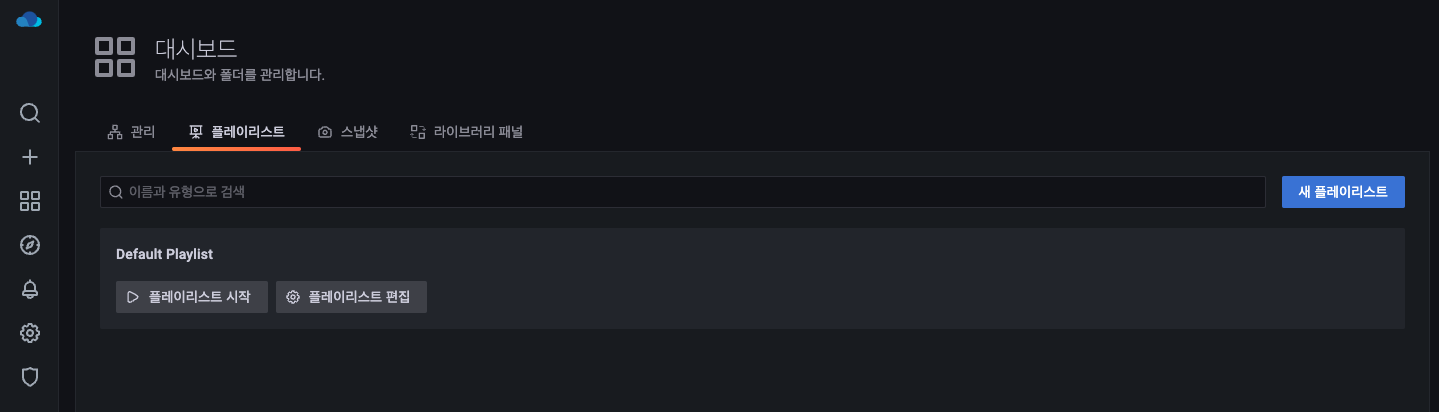 대시보드
대시보드와 폴더를 관리합니다.
관리 플레이리스트 스냅샷 라이브러리 패널
이름과 유형으로 검색 새 플레이리스트
Default Playlist
플레이리스트 시작 플레이리스트 편집